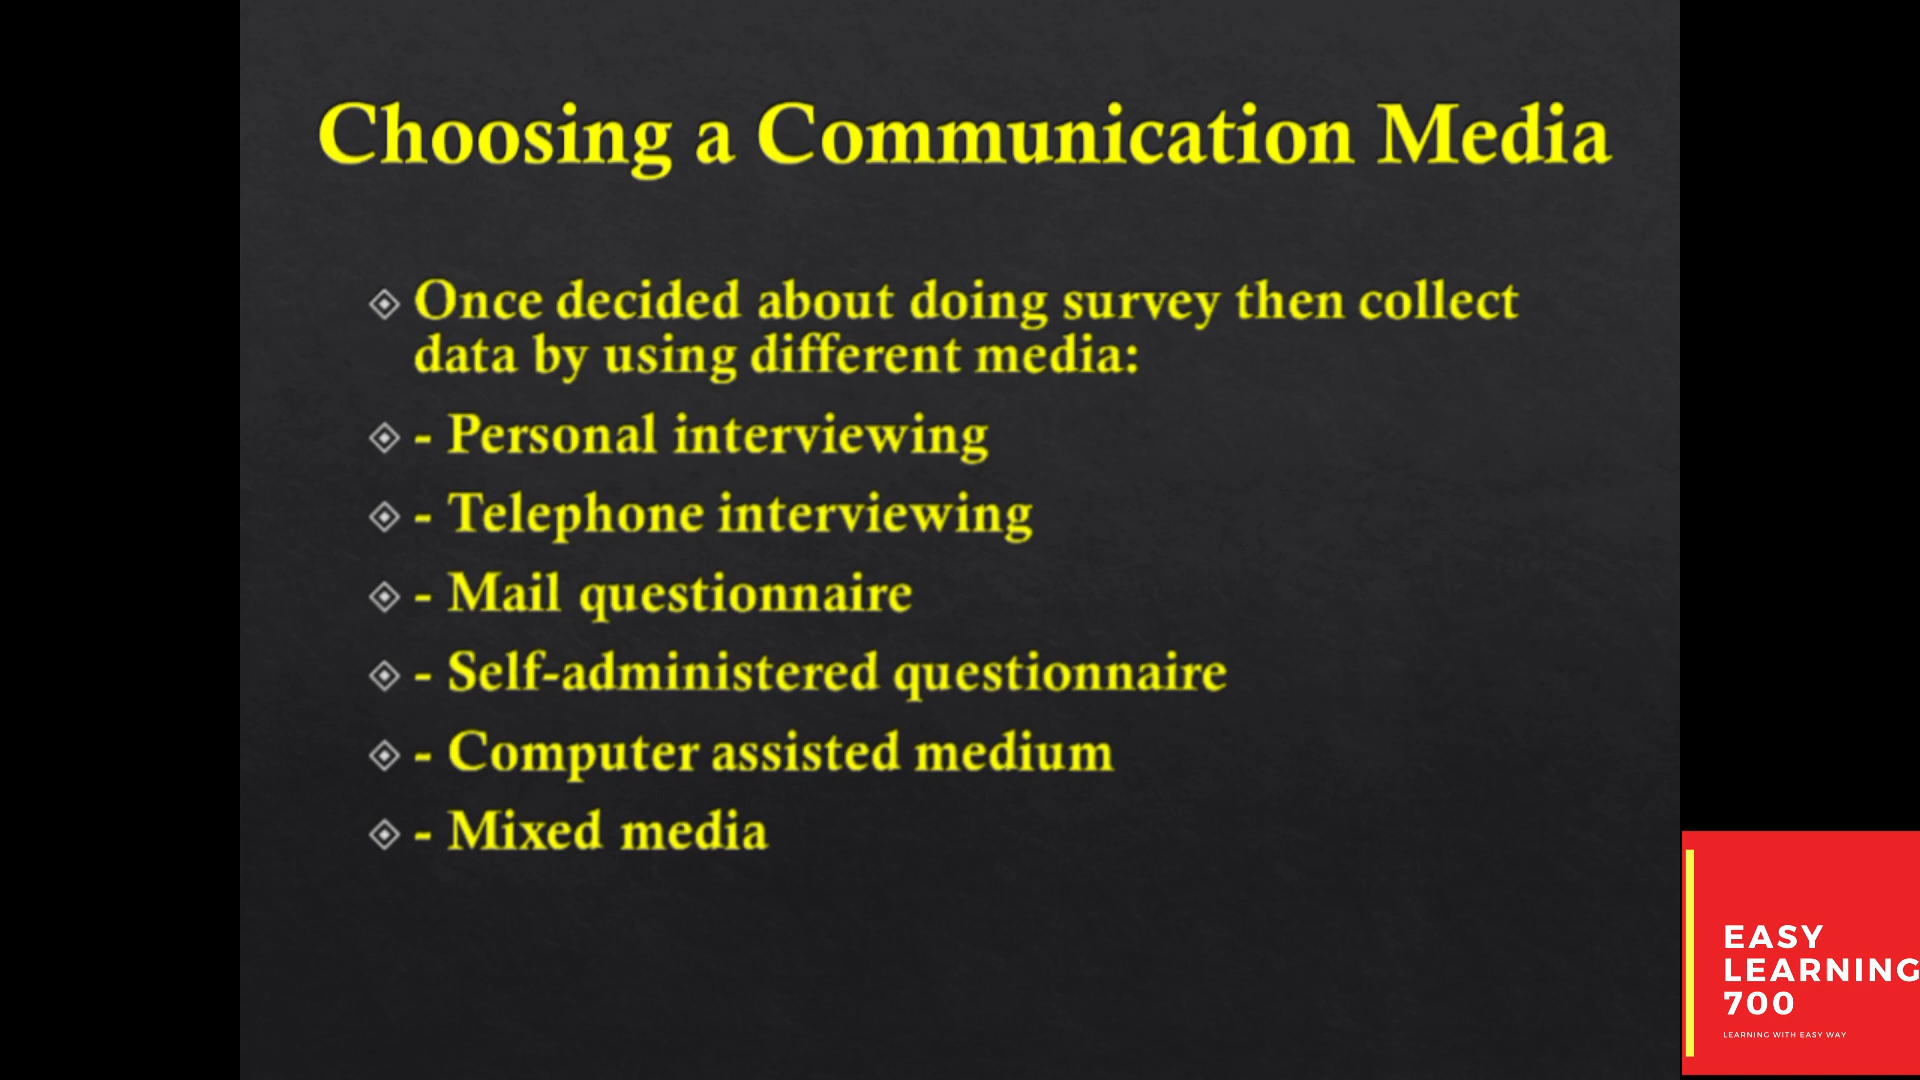 Choosing a Communication Media
Once decided about doing survey then collect
data by using different media:
- Personal interviewing
- Telephone interviewing
- Mail questionnaire
- Self-administered questionnaire
- Computer assisted medium
- Mixed media
EASY
LEARNING
700
LEARNING WITH EASY WAY